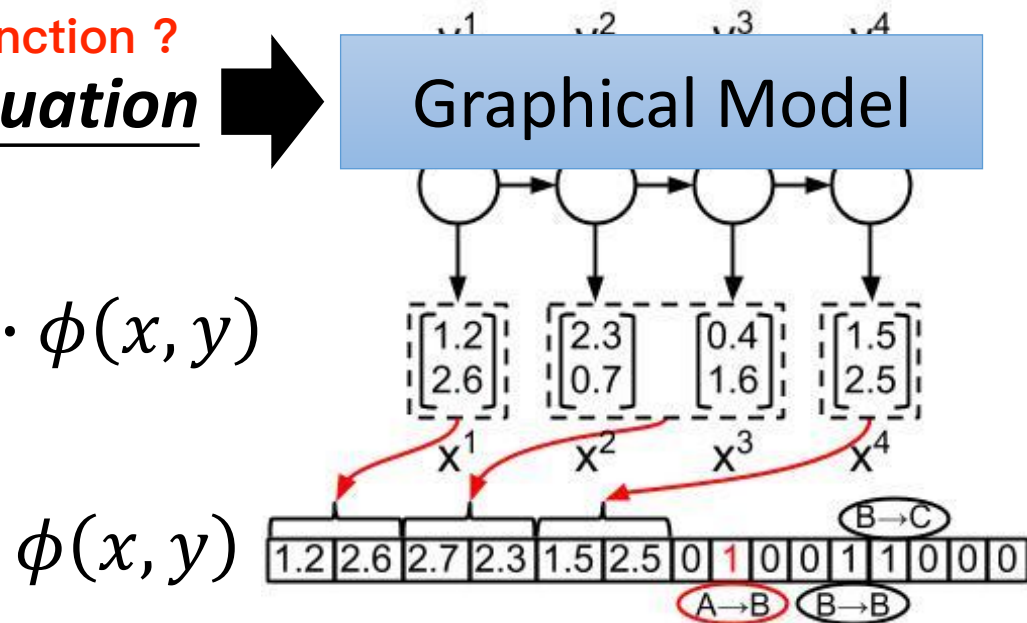 nction ?
uation
Graphical Model
· ϕ(x, y)
1.2 2.3 0.4 1.5
2.6 0.7 1.6 2.5
x¹ x² x³ x⁴
B→C
ϕ(x, y)
1.2 2.6 2.7 2.3 1.5 2.5 0 1 0 0 1 1 0 0 0
A→B B→B